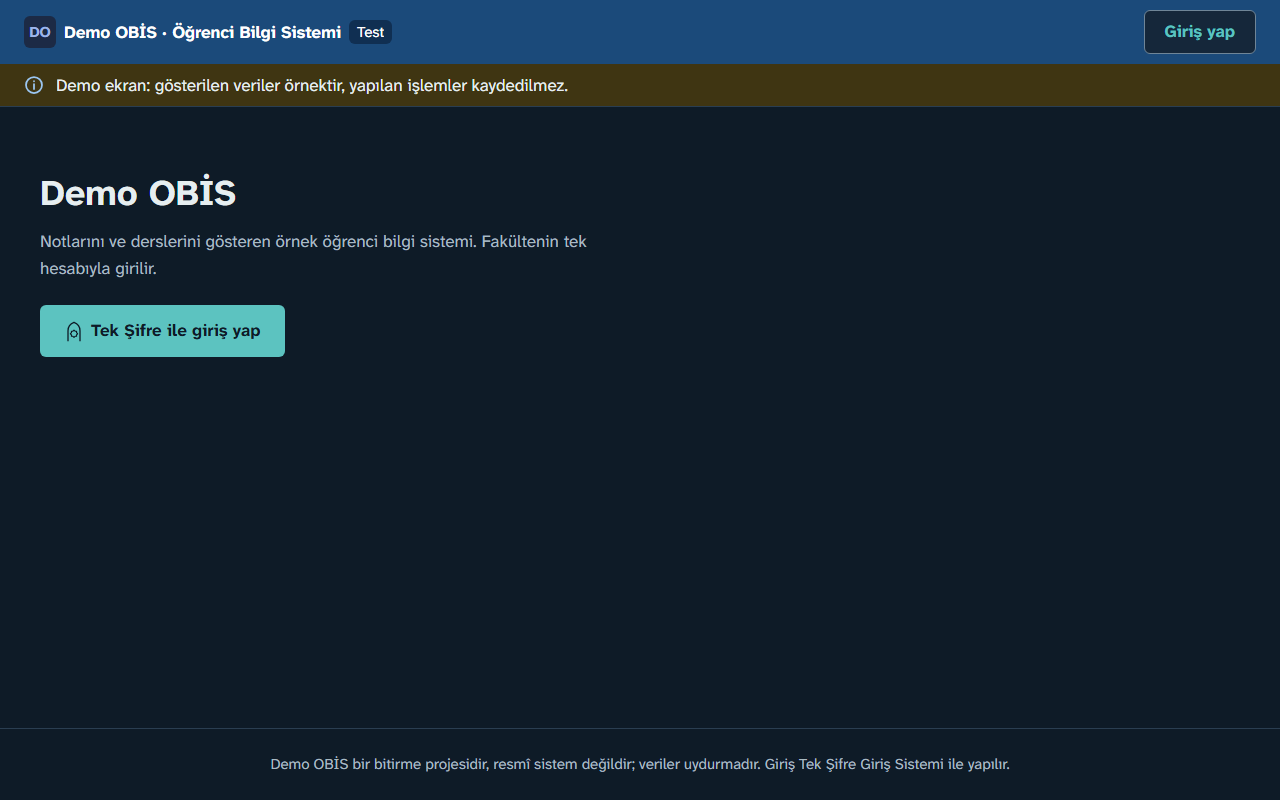 DO Demo OBİS · Öğrenci Bilgi Sistemi Test Giriş yap
Demo ekran: gösterilen veriler örnektir, yapılan işlemler kaydedilmez.
Demo OBİS
Notlarını ve derslerini gösteren örnek öğrenci bilgi sistemi. Fakültenin tek
hesabıyla girilir.
Tek Şifre ile giriş yap
Demo OBİS bir bitirme projesidir, resmî sistem değildir; veriler uydurmadır. Giriş Tek Şifre Giriş Sistemi ile yapılır.